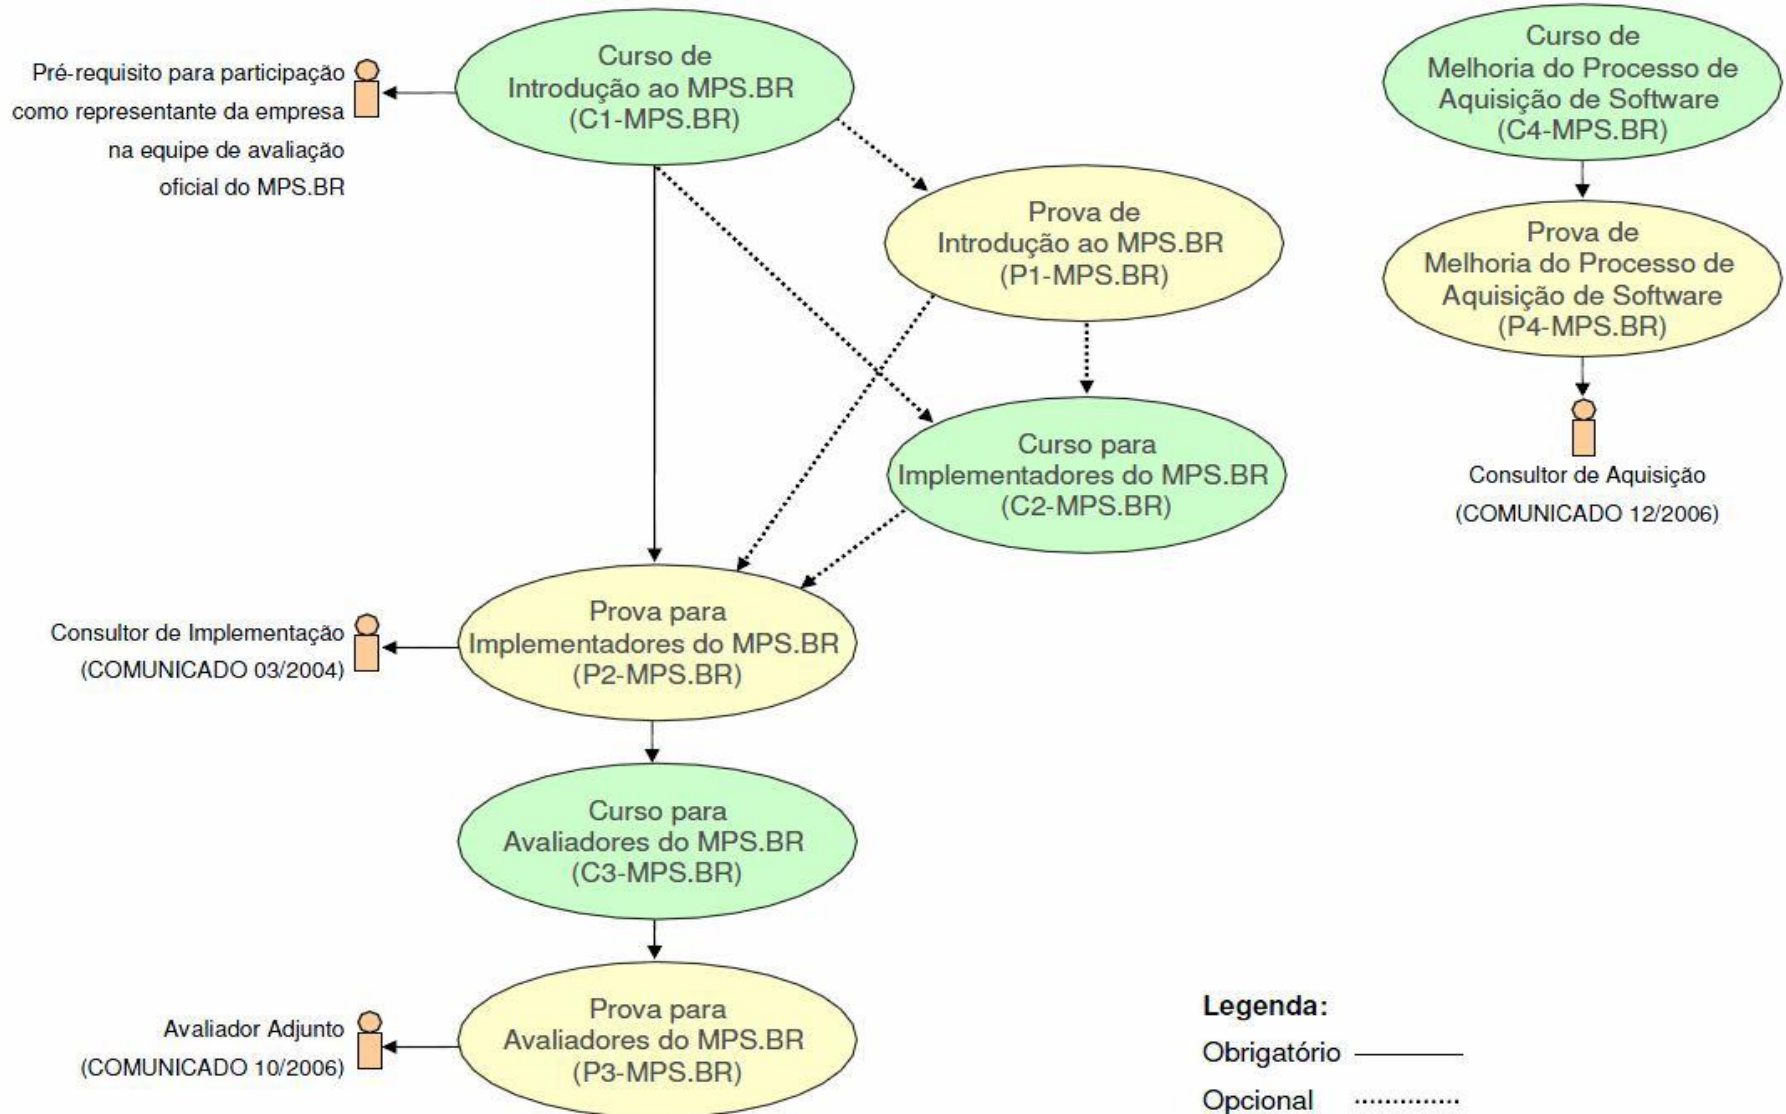 Curso de
Introdução ao MPS.BR
(C1-MPS.BR)
Pré-requisito para participação
como representante da empresa
na equipe de avaliação
oficial do MPS.BR
Prova de
Introdução ao MPS.BR
(P1-MPS.BR)
Curso para
Implementadores do MPS.BR
(C2-MPS.BR)
Prova para
Implementadores do MPS.BR
(P2-MPS.BR)
Consultor de Implementação
(COMUNICADO 03/2004)
Curso para
Avaliadores do MPS.BR
(C3-MPS.BR)
Prova para
Avaliadores do MPS.BR
(P3-MPS.BR)
Avaliador Adjunto
(COMUNICADO 10/2006)
Curso de
Melhoria do Processo de
Aquisição de Software
(C4-MPS.BR)
Prova de
Melhoria do Processo de
Aquisição de Software
(P4-MPS.BR)
Consultor de Aquisição
(COMUNICADO 12/2006)
Legenda:
Obrigatório
Opcional